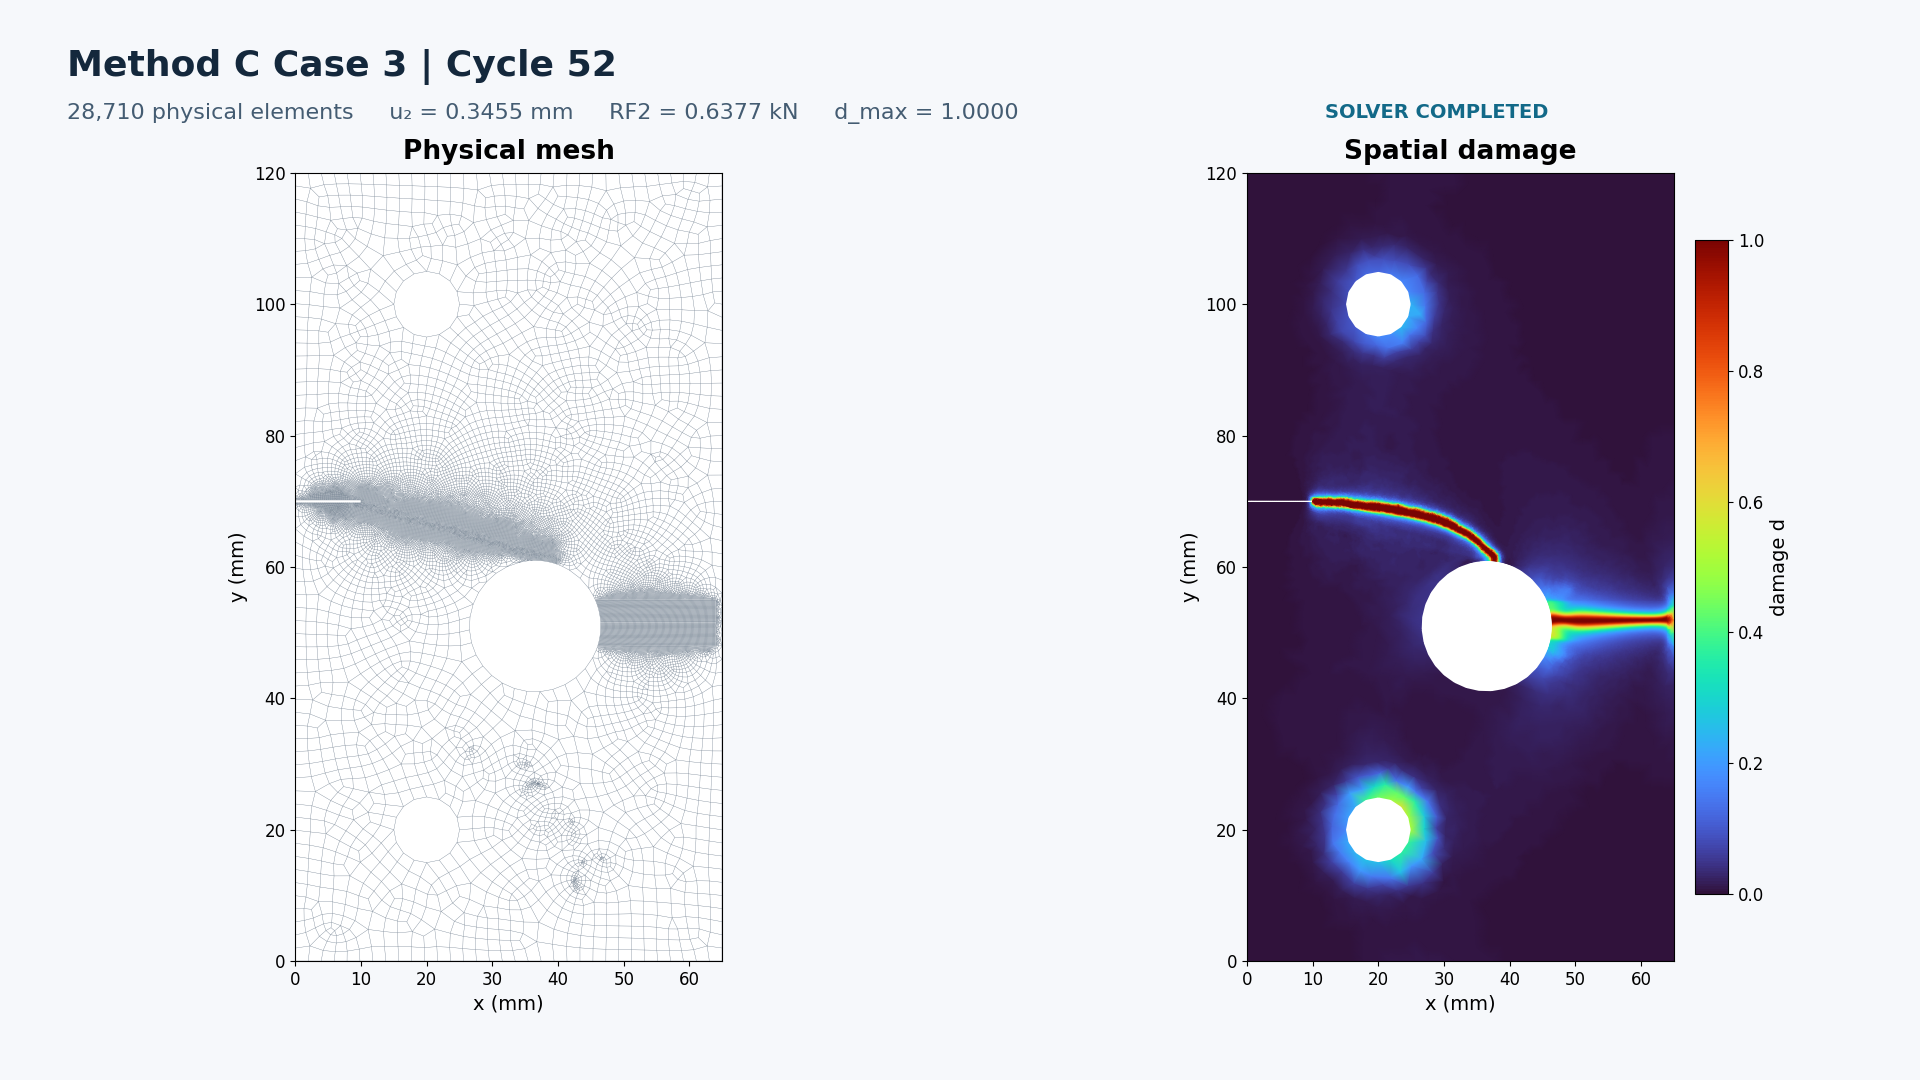 Method C Case 3 | Cycle 52
28,710 physical elements u₂ = 0.3455 mm RF2 = 0.6377 kN d_max = 1.0000
SOLVER COMPLETED
Physical mesh
120
100
80
60
40
20
0
y (mm)
0 10 20 30 40 50 60
x (mm)
Spatial damage
120
100
80
60
40
20
0
y (mm)
0 10 20 30 40 50 60
x (mm)
1.0
0.8
0.6
0.4
0.2
0.0
damage d